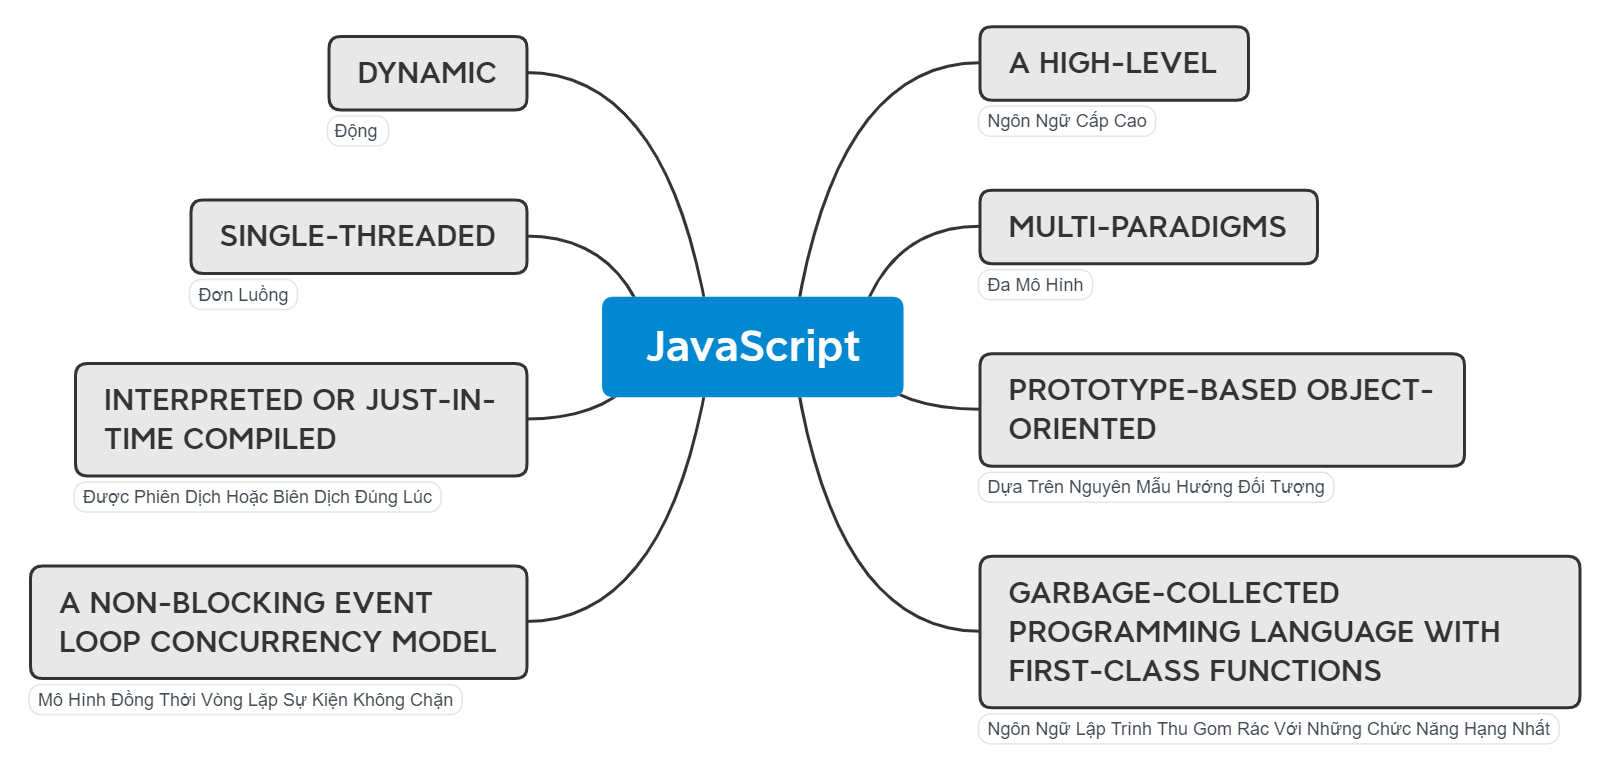 DYNAMIC
Động
SINGLE-THREADED
Đơn Luồng
INTERPRETED OR JUST-IN-
TIME COMPILED
Được Phiên Dịch Hoặc Biên Dịch Đúng Lúc
A NON-BLOCKING EVENT
LOOP CONCURRENCY MODEL
Mô Hình Đồng Thời Vòng Lặp Sự Kiện Không Chặn
JavaScript
A HIGH-LEVEL
Ngôn Ngữ Cấp Cao
MULTI-PARADIGMS
Đa Mô Hình
PROTOTYPE-BASED OBJECT-
ORIENTED
Dựa Trên Nguyên Mẫu Hướng Đối Tượng
GARBAGE-COLLECTED
PROGRAMMING LANGUAGE WITH
FIRST-CLASS FUNCTIONS
Ngôn Ngữ Lập Trình Thu Gom Rác Với Những Chức Năng Hạng Nhất